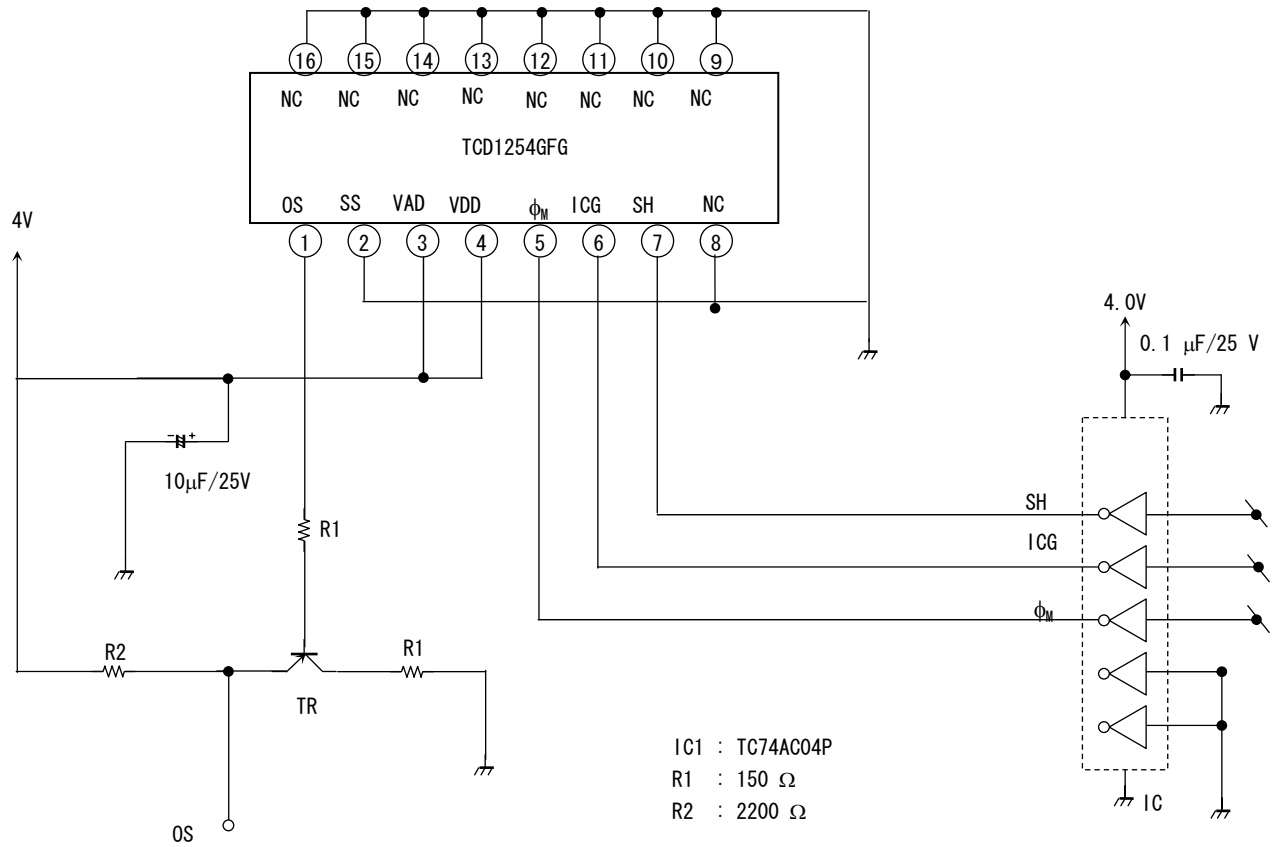 16 15 14 13 12 11 10 9
NC NC NC NC NC NC NC NC
TCD1254GFG
OS SS VAD VDD ϕM ICG SH NC
1 2 3 4 5 6 7 8
4V
4.0V
0.1 μF/25 V
- +
10μF/25V
SH
R1
ICG
ϕM
R2
R1
TR
IC1 : TC74AC04P
R1 : 150 Ω
R2 : 2200 Ω
IC
OS